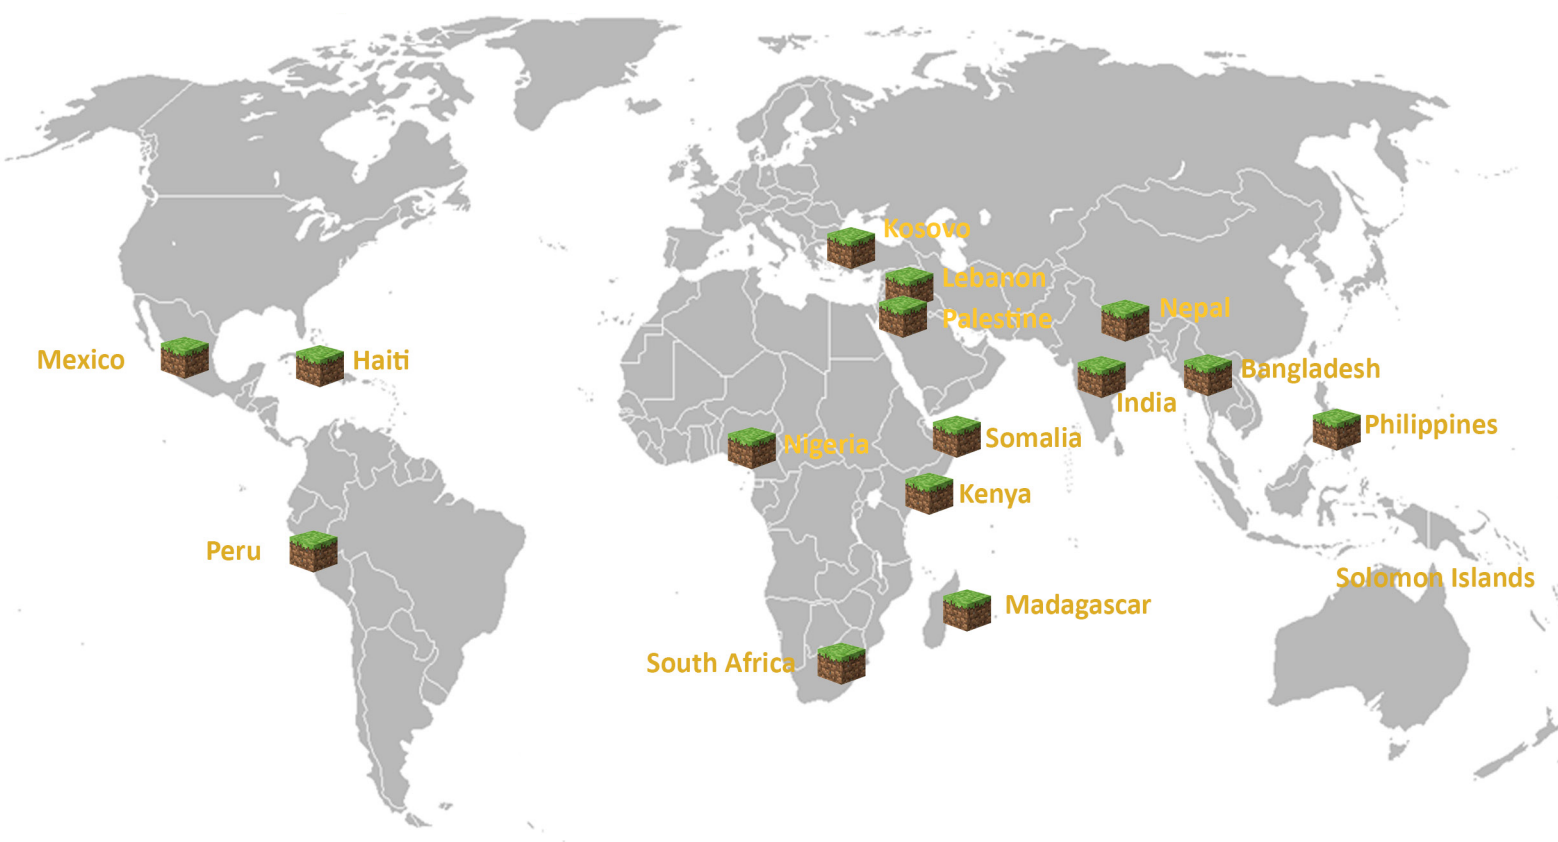 Kosovo
Lebanon
Nepal
Palestine
Mexico
Haiti
Bangladesh
India
Philippines
Somalia
Nigeria
Kenya
Peru
Solomon Islands
Madagascar
South Africa